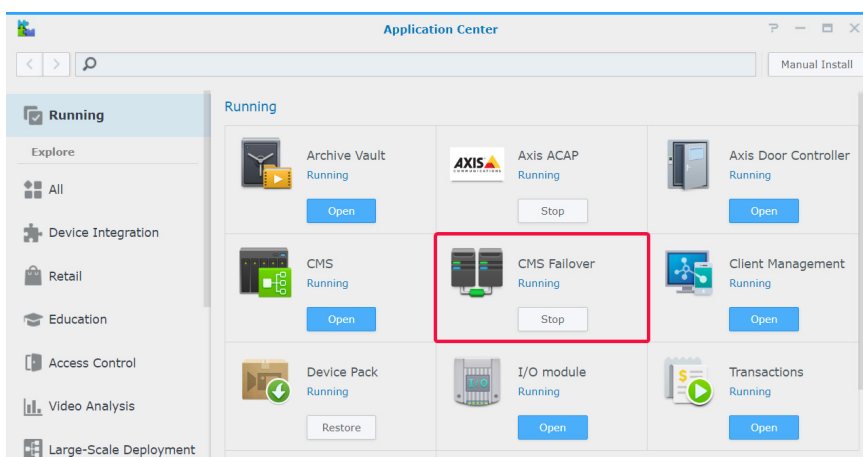 Application Center
Manual Install
Running
Explore
All
Device Integration
Retail
Education
Access Control
Video Analysis
Large-Scale Deployment
Running
Archive Vault
Running
Open
AXIS
COMMUNICATIONS
Axis ACAP
Running
Stop
Axis Door Controller
Running
Open
CMS
Running
Open
CMS Failover
Running
Stop
Client Management
Running
Open
Device Pack
Running
Restore
I/O
I/O module
Running
Open
$
Transactions
Running
Open